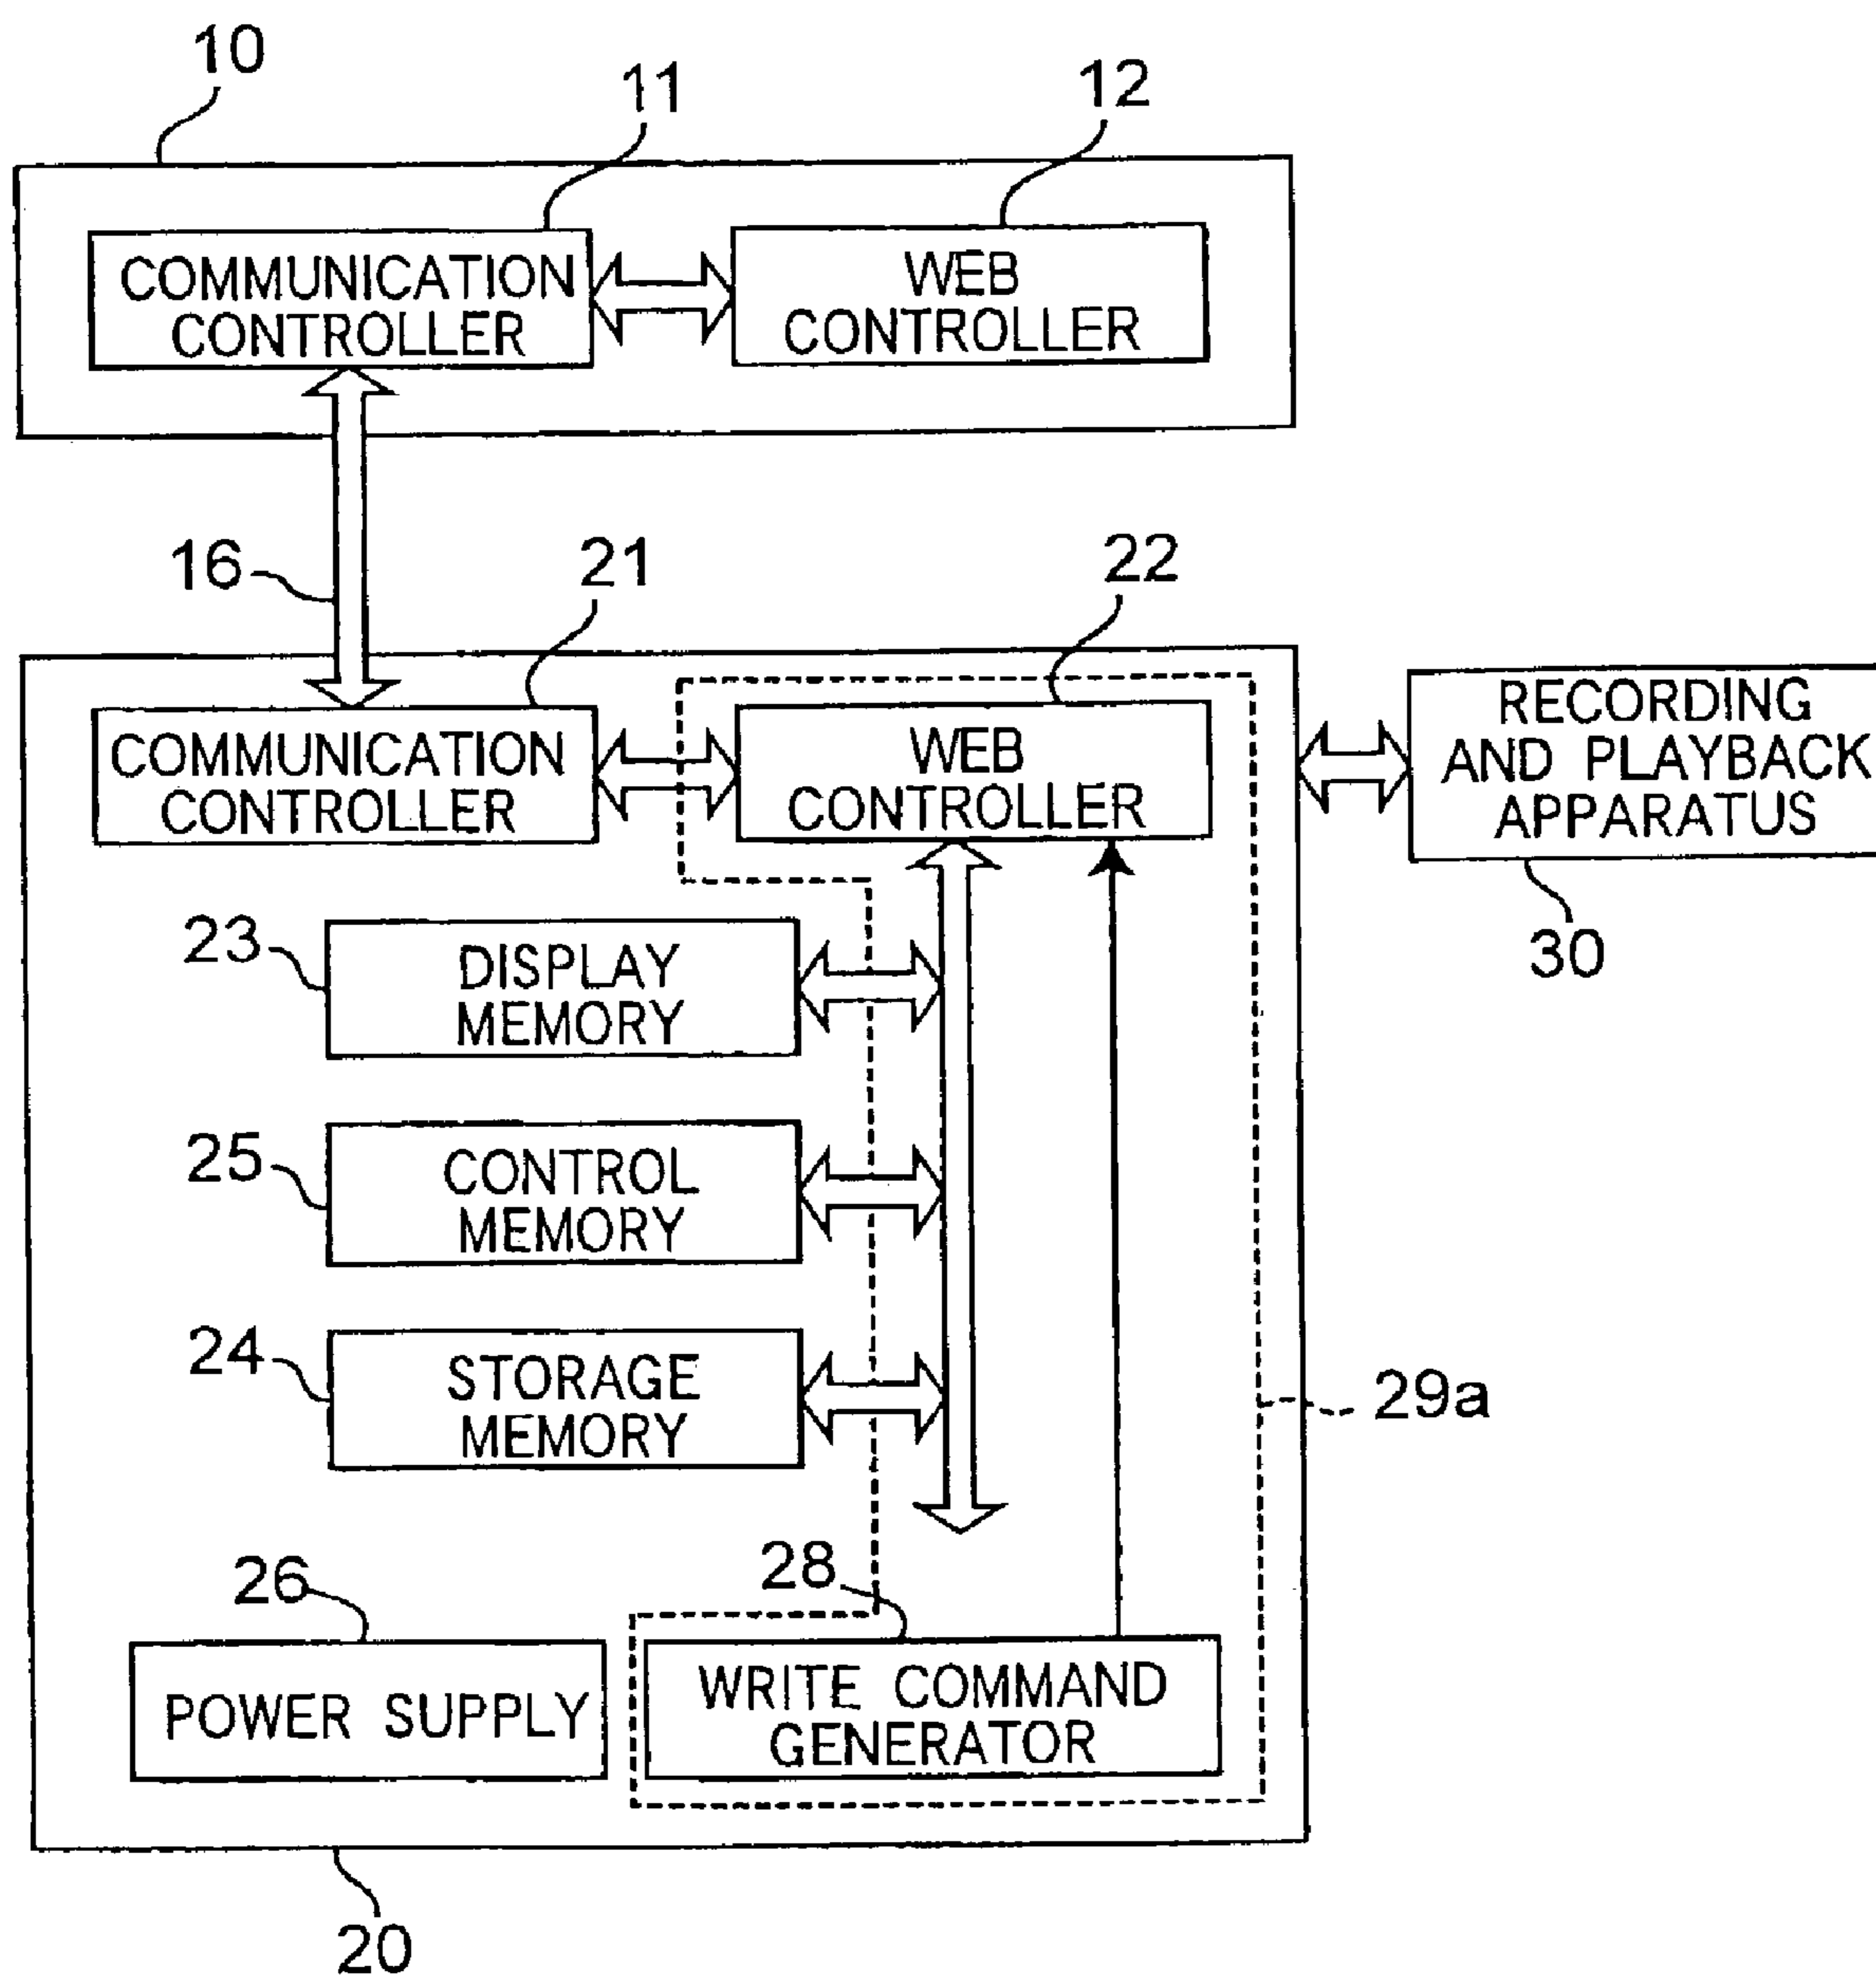 10
11
12
COMMUNICATION
CONTROLLER
WEB
CONTROLLER
16
21
22
COMMUNICATION
CONTROLLER
WEB
CONTROLLER
RECORDING
AND PLAYBACK
APPARATUS
30
23
DISPLAY
MEMORY
25
CONTROL
MEMORY
24
STORAGE
MEMORY
29a
26
28
POWER SUPPLY
WRITE COMMAND
GENERATOR
20